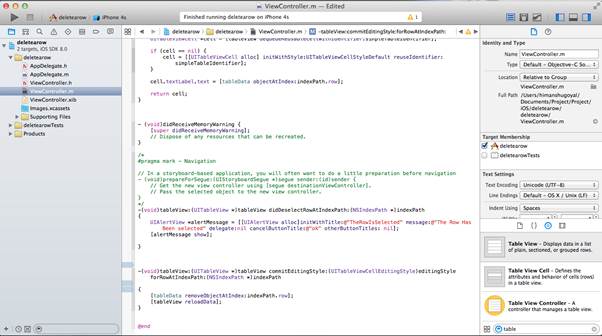 ViewController.m — Edited
deletearow
iPhone 4s
Finished running deletearow on iPhone 4s
1
deletearow
ViewController.m
-tableView:commitEditingStyle:forRowAtIndexPath:
deletearow
2 targets, iOS SDK 8.0
deletearow
AppDelegate.h
AppDelegate.m
ViewController.h
ViewController.m
ViewController.xib
Images.xcassets
Supporting Files
deletearowTests
Products
if (cell == nil) {
cell = [[UITableViewCell alloc] initWithStyle:UITableViewCellStyleDefault reuseIdentifier:
simpleTableIdentifier];
}
cell.textLabel.text = [tableData objectAtIndex:indexPath.row];
return cell;
}
- (void)didReceiveMemoryWarning {
[super didReceiveMemoryWarning];
// Dispose of any resources that can be recreated.
}
/*
#pragma mark - Navigation
// In a storyboard-based application, you will often want to do a little preparation before navigation
- (void)prepareForSegue:(UIStoryboardSegue *)segue sender:(id)sender {
// Get the new view controller using [segue destinationViewController].
// Pass the selected object to the new view controller.
}
*/
-(void)tableView:(UITableView *)tableView didDeselectRowAtIndexPath:(NSIndexPath *)indexPath
{
UIAlertView *alertMessage = [[UIAlertView alloc]initWithTitle:@"TheRowIsSelected" message:@"The Row Has
Been selected" delegate:nil cancelButtonTitle:@"ok" otherButtonTitles: nil];
[alertMessage show];
}
-(void)tableView:(UITableView *)tableView commitEditingStyle:(UITableViewCellEditingStyle)editingStyle
forRowAtIndexPath:(NSIndexPath *)indexPath
{
[tableData removeObjectAtIndex:indexPath.row];
[tableView reloadData];
}
@end
Identity and Type
Name ViewController.m
Type Default - Objective-C So...
Location Relative to Group
ViewController.m
Full Path /Users/himanshugoyal/
Documents/Project/Project/
iOS/deletearow/
deletearow/
ViewController.m
Target Membership
deletearow
deletearowTests
Text Settings
Text Encoding Unicode (UTF-8)
Line Endings Default - OS X / Unix (LF)
Indent Using Spaces
Table View - Displays data in a
list of plain, sectioned, or grouped rows.
Table View Cell - Defines the
attributes and behavior of cells (rows) in
a table view.
Table View Controller - A
controller that manages a table view.
table